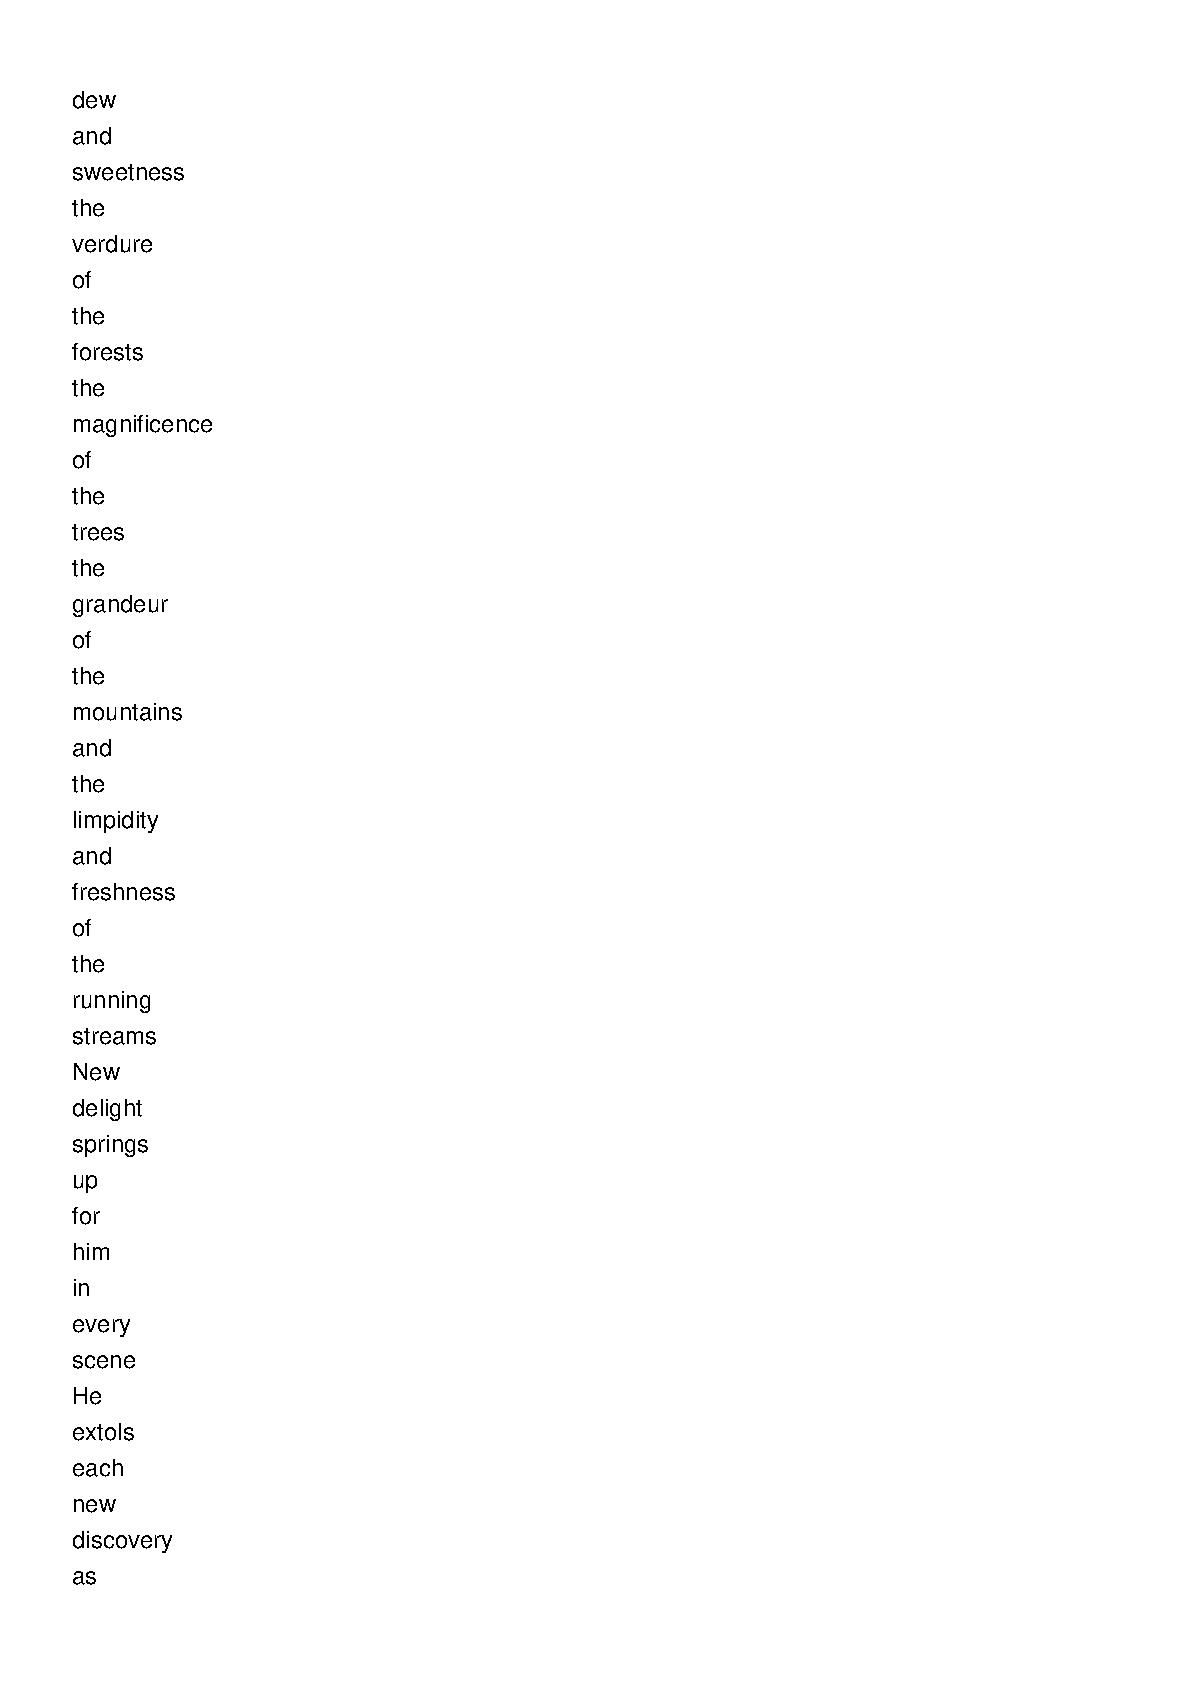 dew
and
sweetness
the
verdure
of
the
forests
the
magnificence
of
the
trees
the
grandeur
of
the
mountains
and
the
limpidity
and
freshness
of
the
running
streams
New
delight
springs
up
for
him
in
every
scene
He
extols
each
new
discovery
as